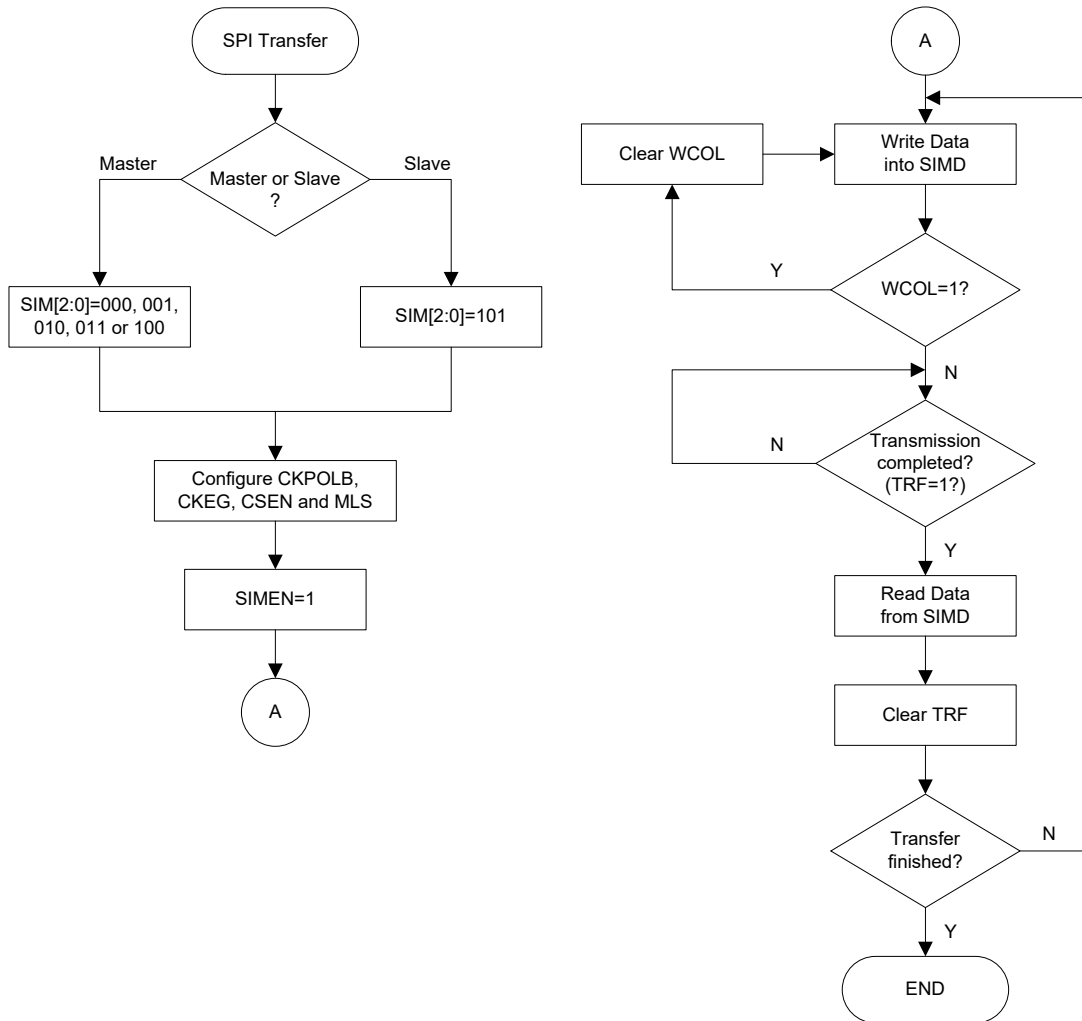 SPI Transfer
Master
Slave
Master or Slave
?
SIM[2:0]=000, 001,
010, 011 or 100
SIM[2:0]=101
Configure CKPOLB,
CKEG, CSEN and MLS
SIMEN=1
A
A
Clear WCOL
Write Data
into SIMD
Y
WCOL=1?
N
N
Transmission
completed?
(TRF=1?)
Y
Read Data
from SIMD
Clear TRF
Transfer
finished?
N
Y
END